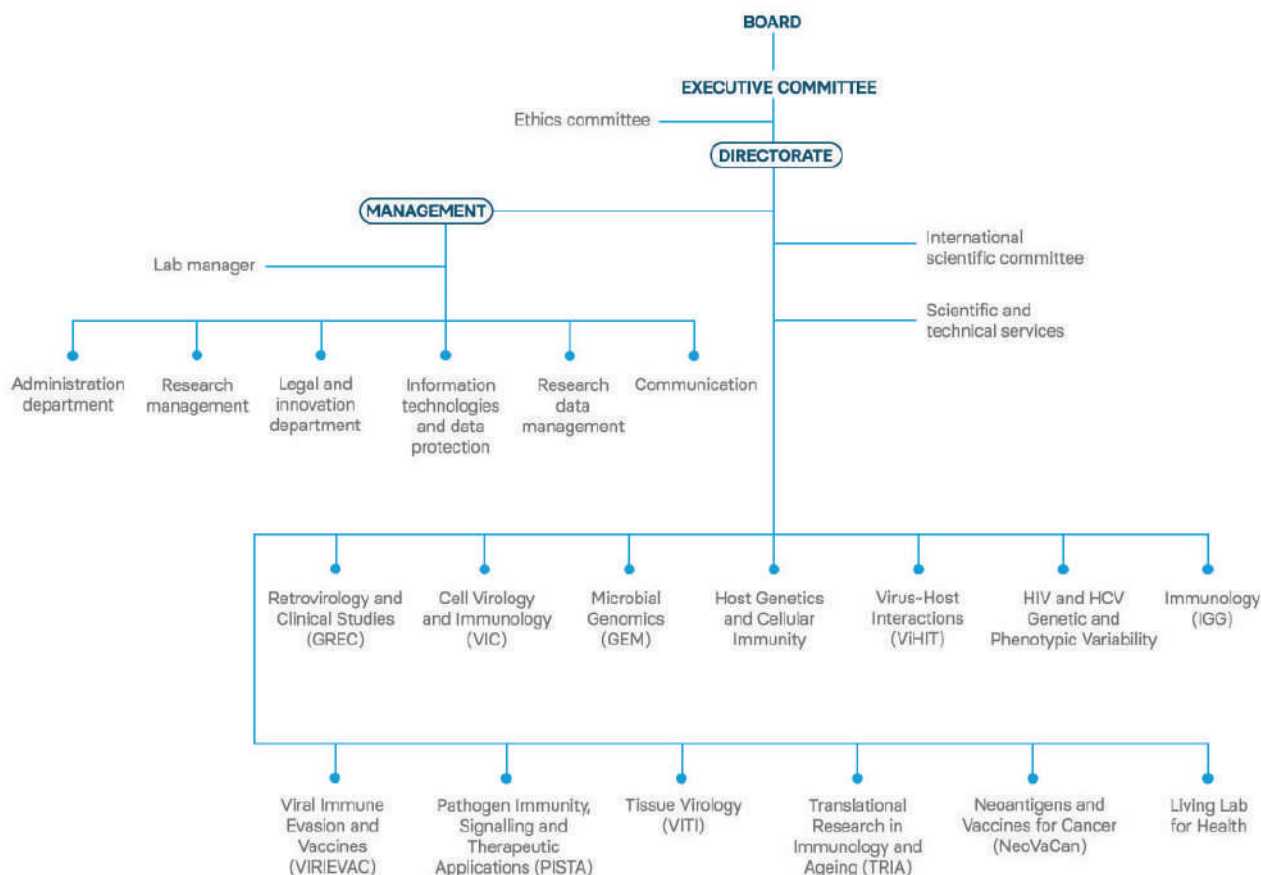 BOARD
EXECUTIVE COMMITTEE
Ethics committee
DIRECTORATE
MANAGEMENT
International
scientific committee
Lab manager
Scientific and
technical services
Administration
department
Research
management
Legal and
innovation
department
Information
technologies
and data
protection
Research
data
management
Communication
Retrovirology and
Clinical Studies
(GREC)
Cell Virology
and Immunology
(VIC)
Microbial
Genomics
(GEM)
Host Genetics
and Cellular
Immunity
Virus-Host
Interactions
(ViHIT)
HIV and HCV
Genetic and
Phenotypic Variability
Immunology
(IGG)
Viral Immune
Evasion and
Vaccines
(VIRIEVAC)
Pathogen Immunity,
Signalling and
Therapeutic
Applications (PISTA)
Tissue Virology
(VITI)
Translational
Research in
Immunology and
Ageing (TRIA)
Neoantigens and
Vaccines for Cancer
(NeoVaCan)
Living Lab
for Health